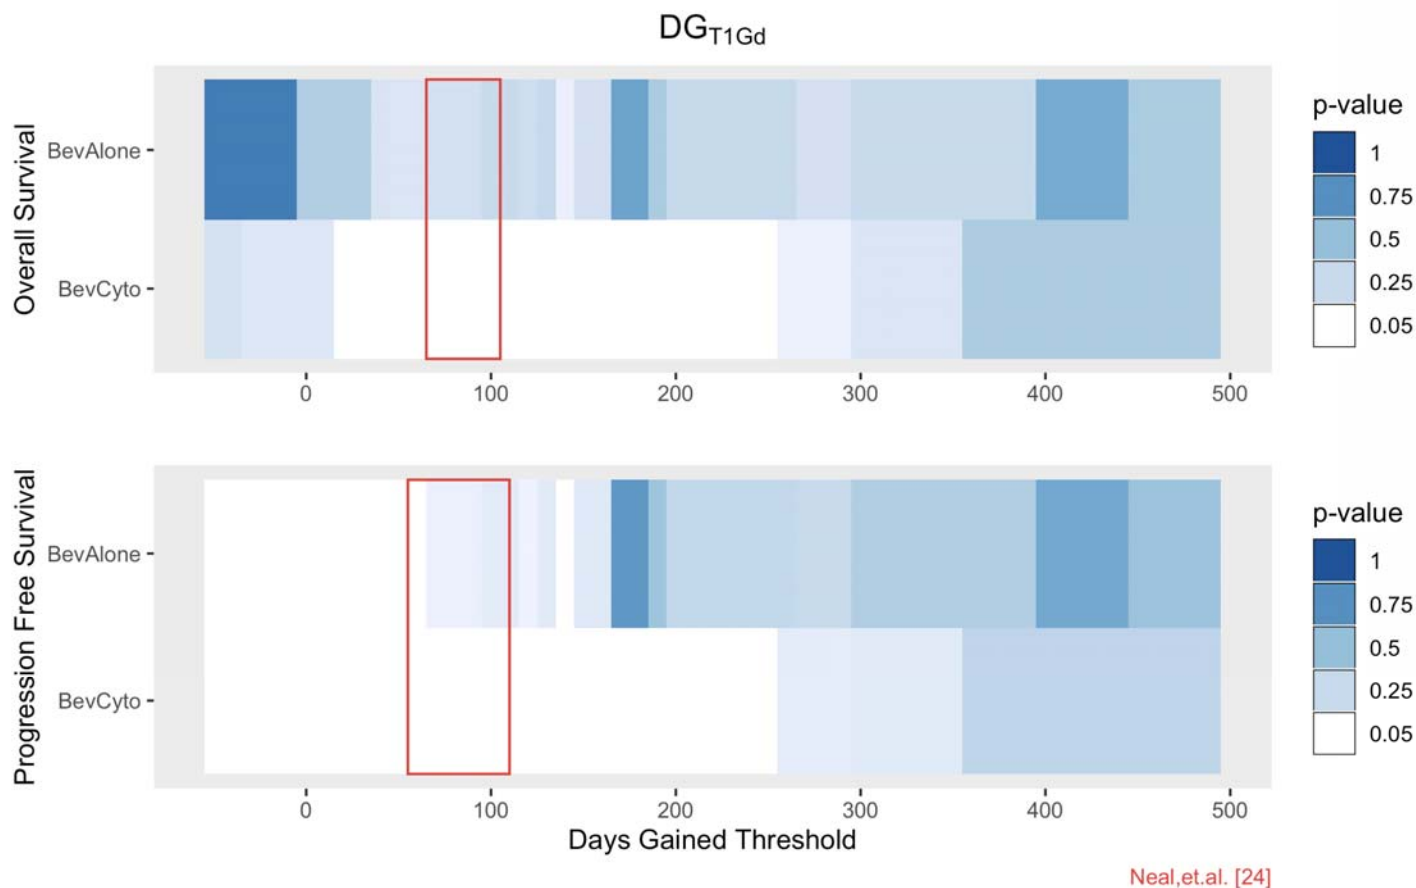 DGT1Gd
Overall Survival
BevAlone
BevCyto
0 100 200 300 400 500
p-value
1
0.75
0.5
0.25
0.05
Progression Free Survival
BevAlone
BevCyto
0 100 200 300 400 500
Days Gained Threshold
p-value
1
0.75
0.5
0.25
0.05
Neal,et.al. [24]